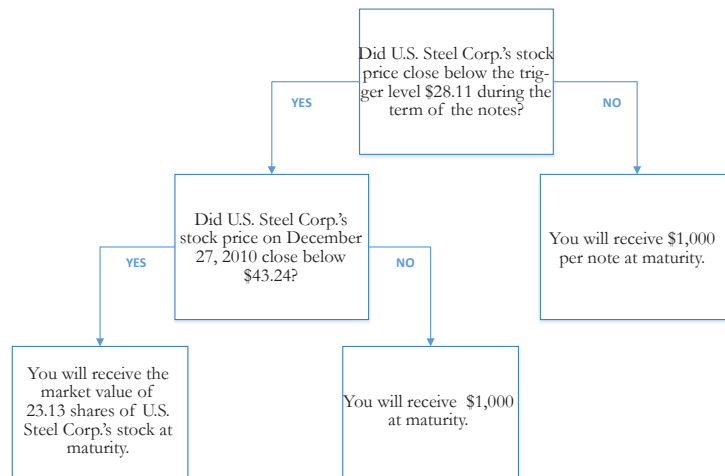 Did U.S. Steel Corp.'s stock
price close below the trig-
ger level $28.11 during the
term of the notes?
YES
NO
Did U.S. Steel Corp.'s
stock price on December
27, 2010 close below
$43.24?
You will receive $1,000
per note at maturity.
YES
NO
You will receive the
market value of
23.13 shares of U.S.
Steel Corp.'s stock at
maturity.
You will receive $1,000
at maturity.